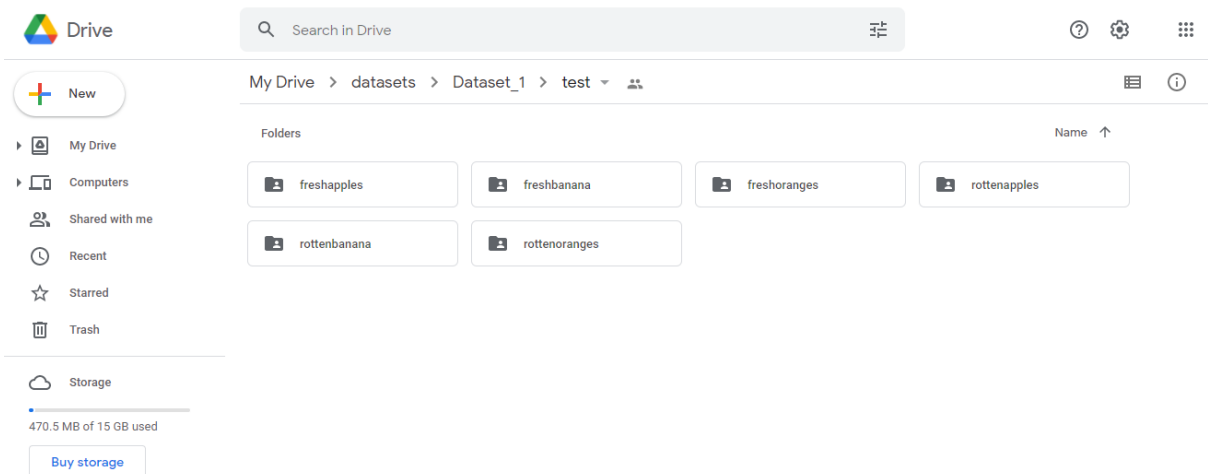 Drive
Search in Drive
New
My Drive > datasets > Dataset_1 > test
My Drive
Computers
Shared with me
Recent
Starred
Trash
Storage
470.5 MB of 15 GB used
Buy storage
Folders
Name
freshapples
freshbanana
freshoranges
rottenapples
rottenbanana
rottenoranges